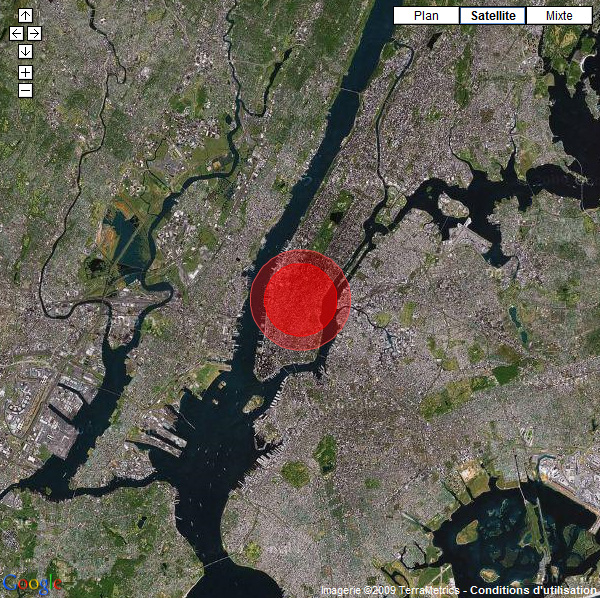 Plan
Satellite
Mixte
Google
Imagerie ©2009 TerraMetrics - Conditions d'utilisation